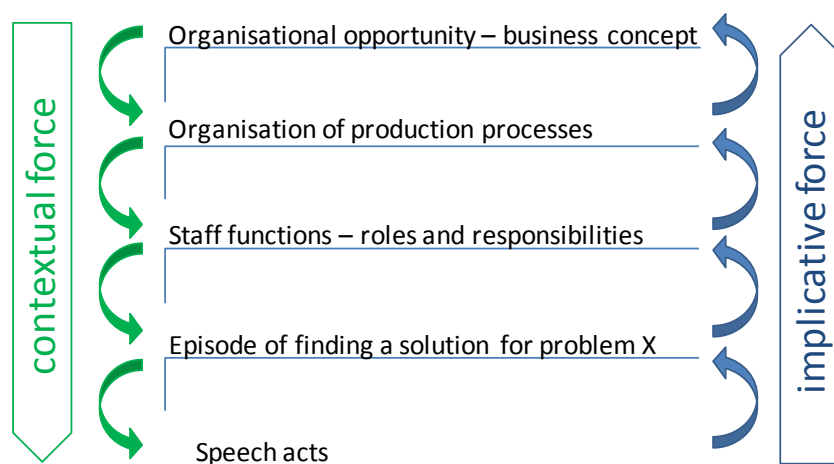 contextual force
Organisational opportunity – business concept
Organisation of production processes
Staff functions – roles and responsibilities
Episode of finding a solution for problem X
Speech acts
implicative force